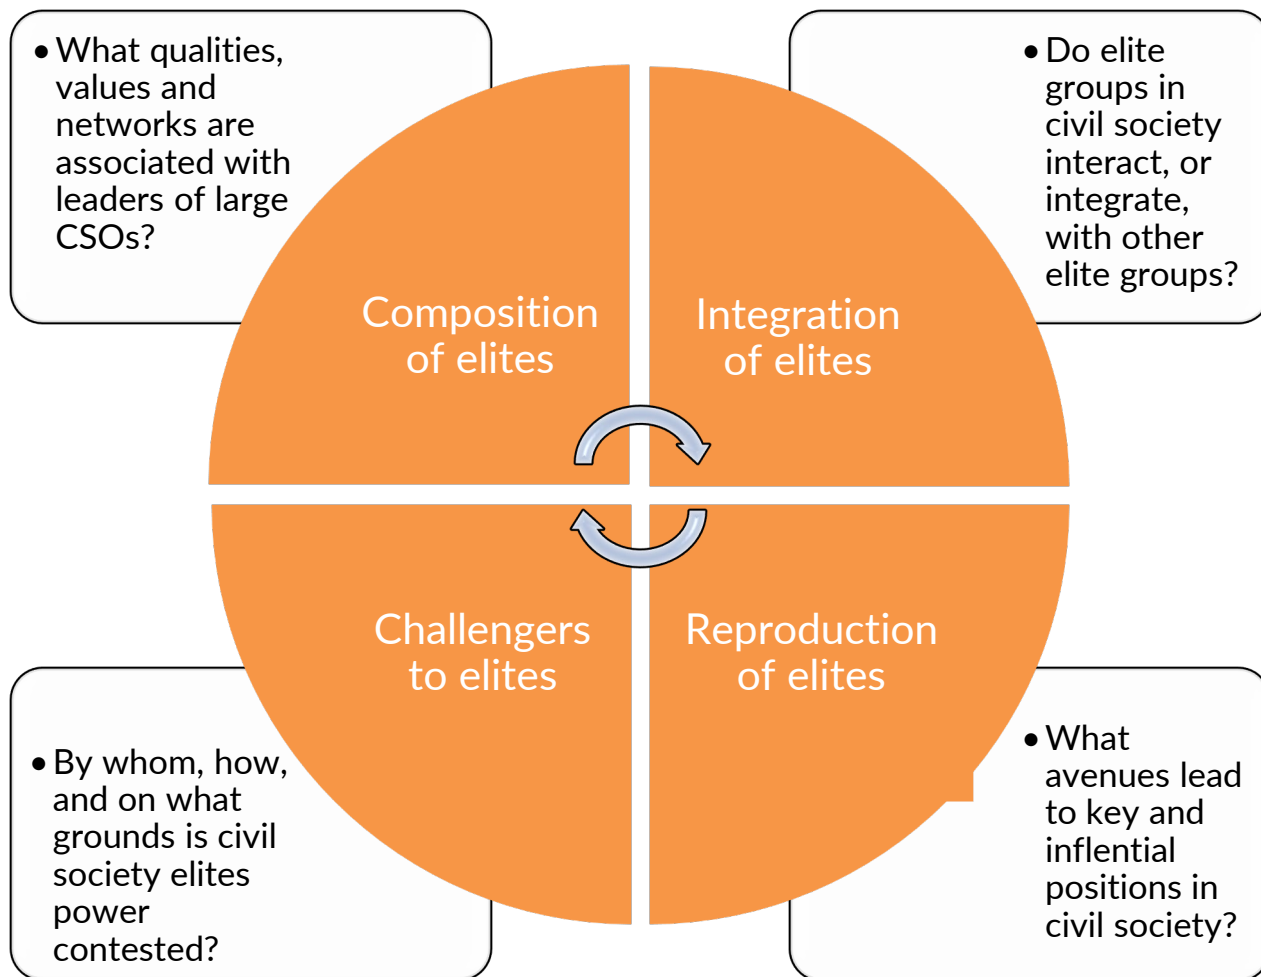 • What qualities,
values and
networks are
associated with
leaders of large
CSOs?
• Do elite
groups in
civil society
interact, or
integrate,
with other
elite groups?
Composition
of elites
Integration
of elites
Challengers
to elites
Reproduction
of elites
• By whom, how,
and on what
grounds is civil
society elites
power
contested?
• What
avenues lead
to key and
inflential
positions in
civil society?